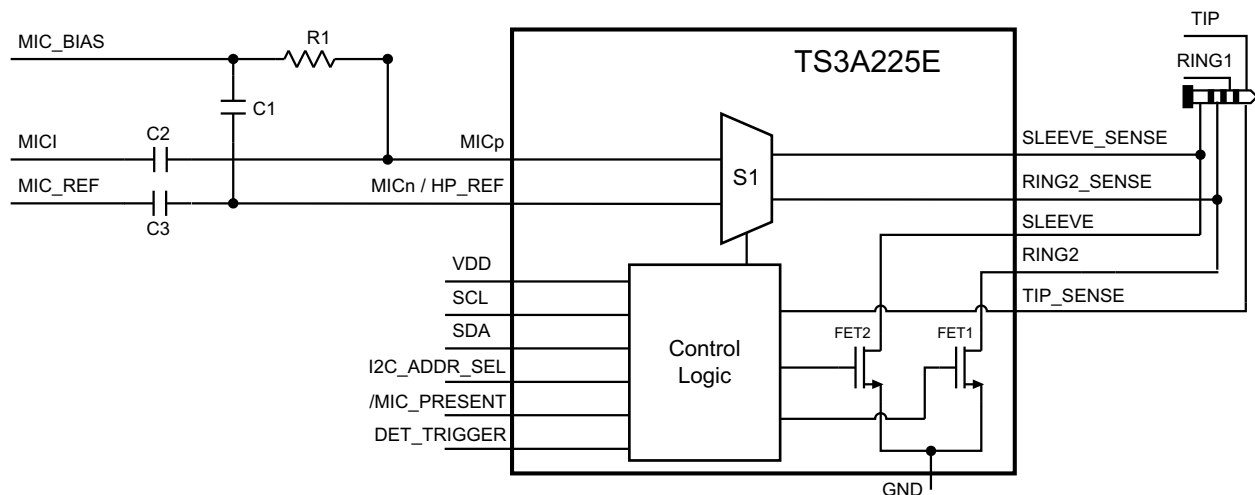 TIP
MIC_BIAS
R1
TS3A225E
RING1
C1
MICI
C2
MICp
SLEEVE_SENSE
S1
MIC_REF
C3
MICn / HP_REF
RING2_SENSE
SLEEVE
RING2
TIP_SENSE
VDD
SCL
SDA
I2C_ADDR_SEL
/MIC_PRESENT
DET_TRIGGER
Control
Logic
FET2
FET1
GND